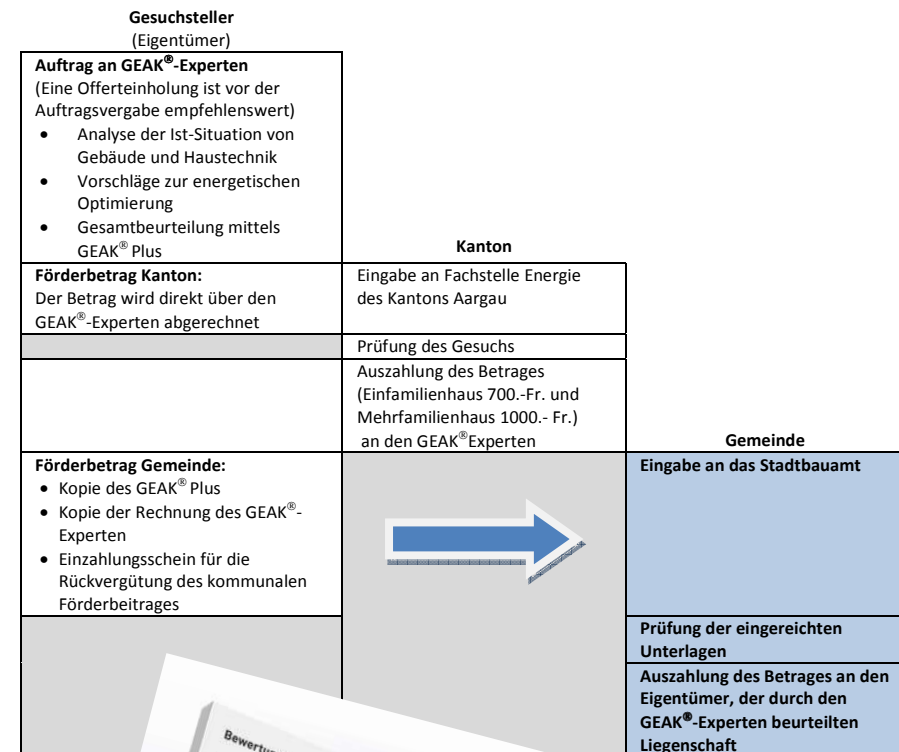 Gesuchsteller
(Eigentümer)
Auftrag an GEAK®-Experten
(Eine Offerteinholung ist vor der
Auftragsvergabe empfehlenswert)
• Analyse der Ist-Situation von
Gebäude und Haustechnik
• Vorschläge zur energetischen
Optimierung
• Gesamtbeurteilung mittels
GEAK® Plus
Kanton
Förderbetrag Kanton:
Der Betrag wird direkt über den
GEAK®-Experten abgerechnet
Eingabe an Fachstelle Energie
des Kantons Aargau
Prüfung des Gesuchs
Auszahlung des Betrages
(Einfamilienhaus 700.-Fr. und
Mehrfamilienhaus 1000.- Fr.)
an den GEAK®Experten
Gemeinde
Förderbetrag Gemeinde:
• Kopie des GEAK® Plus
• Kopie der Rechnung des GEAK®-
Experten
• Einzahlungsschein für die
Rückvergütung des kommunalen
Förderbeitrages
Eingabe an das Stadtbauamt
Prüfung der eingereichten
Unterlagen
Auszahlung des Betrages an den
Eigentümer, der durch den
GEAK®-Experten beurteilten
Liegenschaft